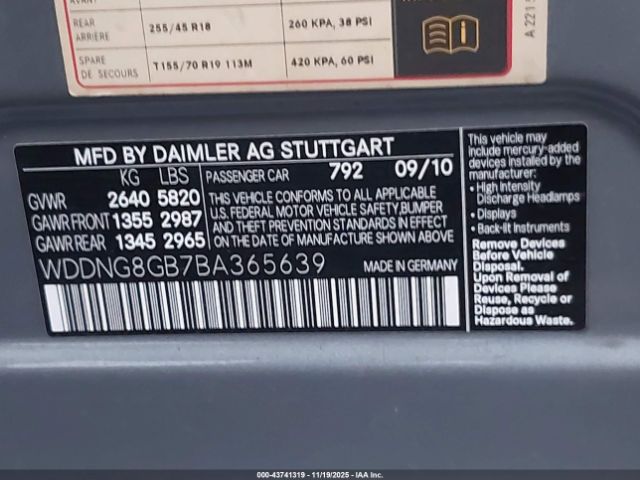 AVANT
REAR 255/45 R18 260 KPA, 38 PSI
ARRIÈRE
SPARE T155/70 R19 113M 420 KPA, 60 PSI
DE SECOURS
A 221 5
MFD BY DAIMLER AG STUTTGART
KG LBS PASSENGER CAR 792 09/10
GVWR 2640 5820
GAWR FRONT 1355 2987
GAWR REAR 1345 2965
THIS VEHICLE CONFORMS TO ALL APPLICABLE
U.S. FEDERAL MOTOR VEHICLE SAFETY, BUMPER
AND THEFT PREVENTION STANDARDS IN EFFECT
ON THE DATE OF MANUFACTURE SHOWN ABOVE.
WDDNG8GB7BA365639 MADE IN GERMANY
This vehicle may
include mercury-added
devices installed by the
manufacturer:
• High Intensity
Discharge Headlamps
• Displays
• Back-lit Instruments
Remove Devices
Before Vehicle
Disposal.
Upon Removal of
Devices Please
Reuse, Recycle or
Dispose as
Hazardous Waste.
000-43741319 - 11/19/2025 - IAA, Inc.